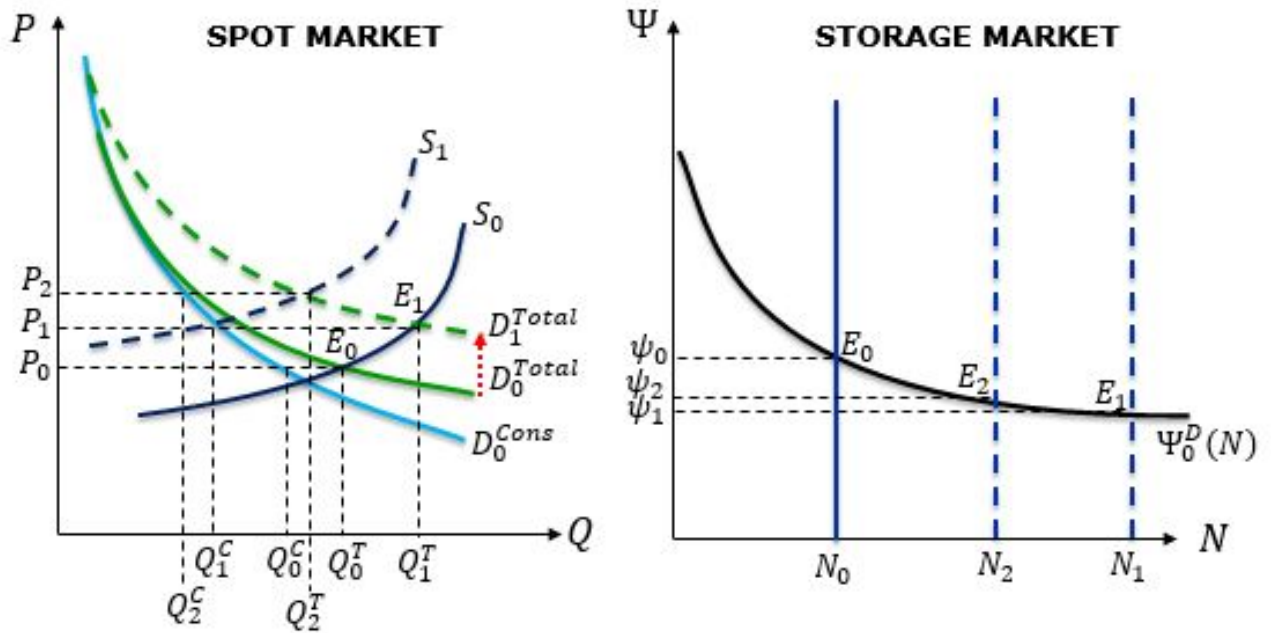 P
SPOT MARKET
S₁
S₀
P₂
P₁
P₀
E₁
E₀
D₁ᵀᵒᵗᵃˡ
D₀ᵀᵒᵗᵃˡ
D₀ᶜᵒⁿˢ
Q
Q₁ᶜ Q₀ᶜ Q₀ᵀ Q₁ᵀ
Q₂ᶜ Q₂ᵀ
Ψ
STORAGE MARKET
ψ₀
ψ₂
ψ₁
E₀
E₂
E₁
Ψ₀ᴰ(N)
N
N₀ N₂ N₁